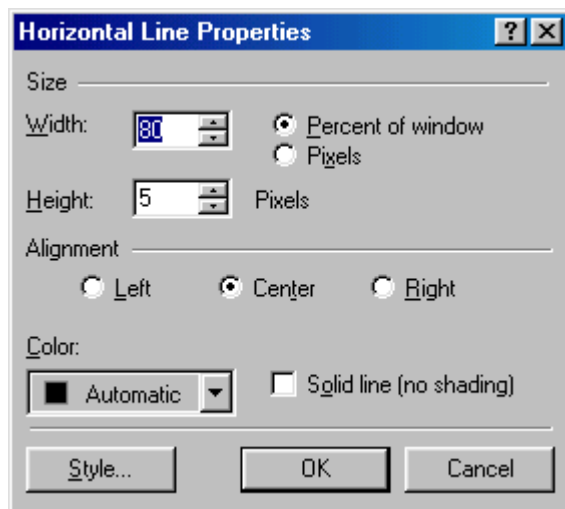 Horizontal Line Properties
Size
Width: 80 Percent of window
Pixels
Height: 5 Pixels
Alignment
Left Center Right
Color:
Automatic Solid line (no shading)
Style... OK Cancel